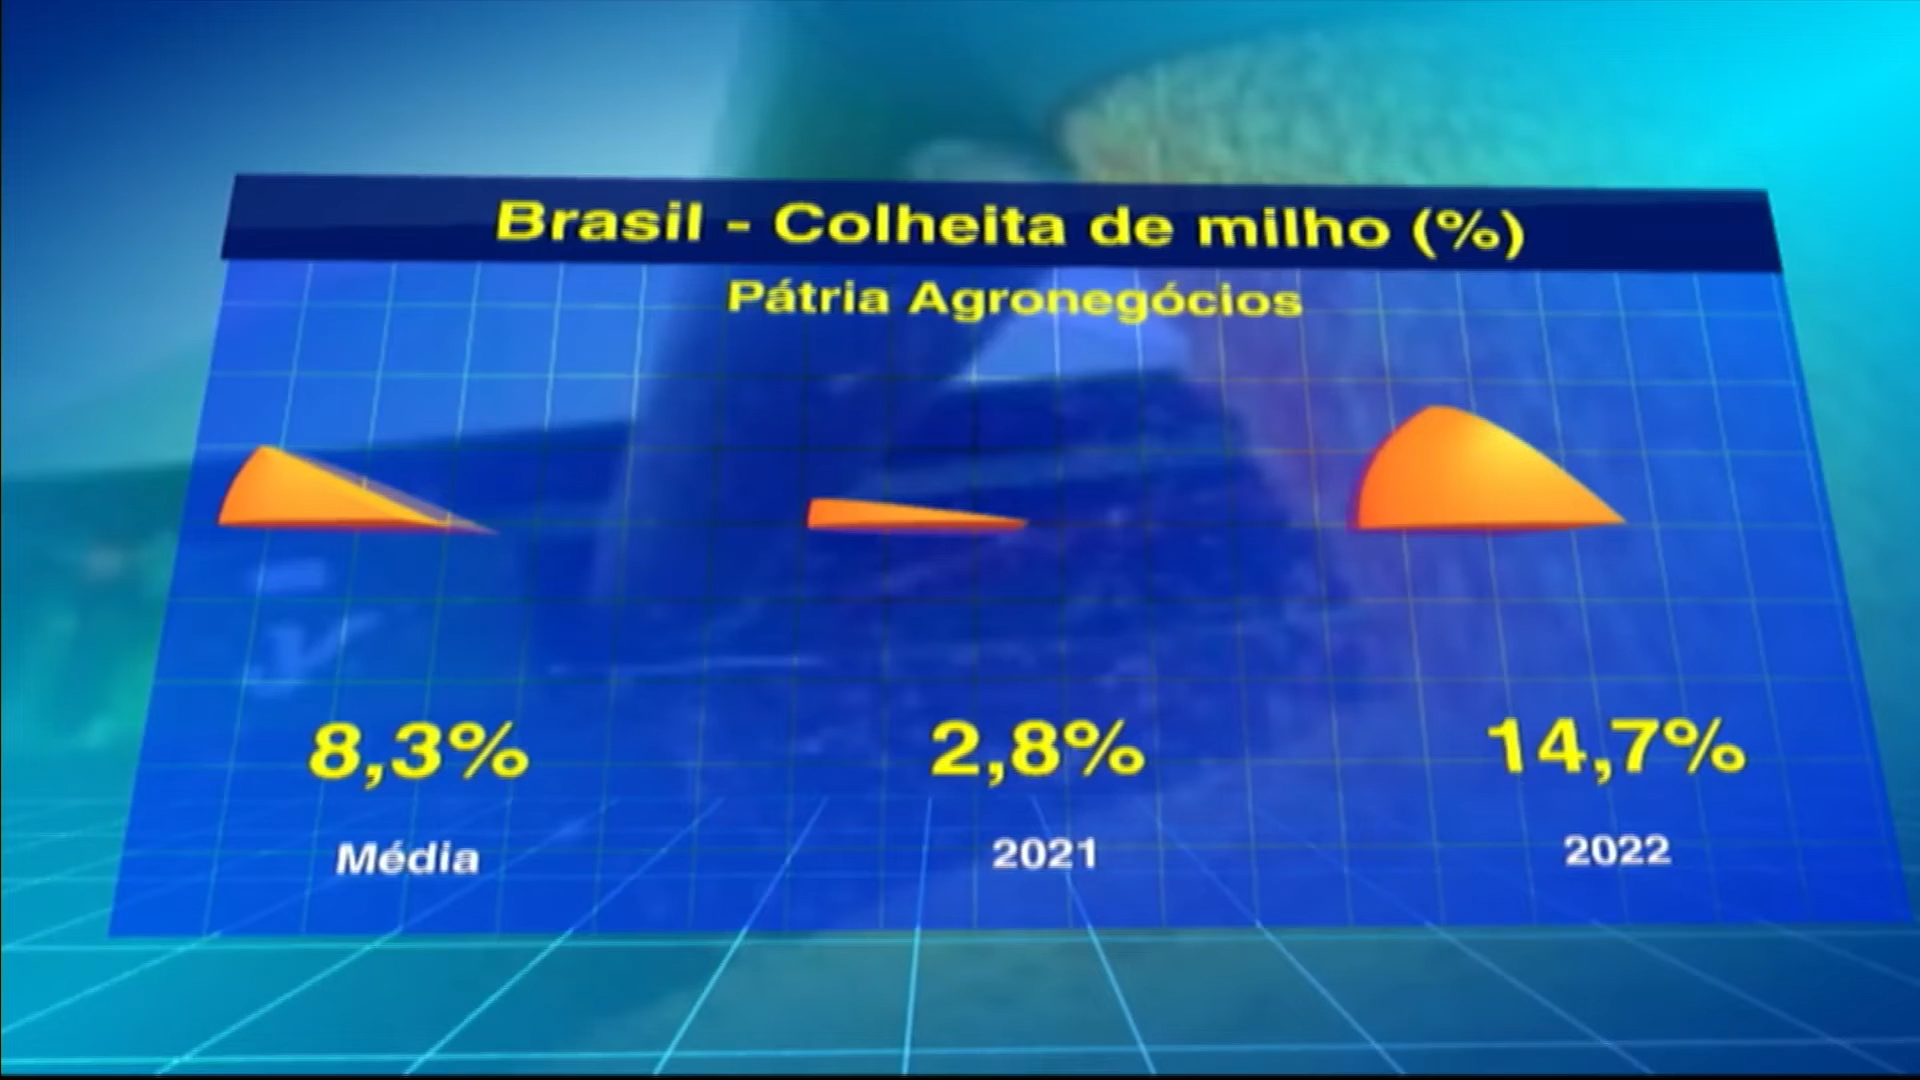 Brasil - Colheita de milho (%)
Pátria Agronegócios
8,3% 2,8% 14,7%
Média 2021 2022